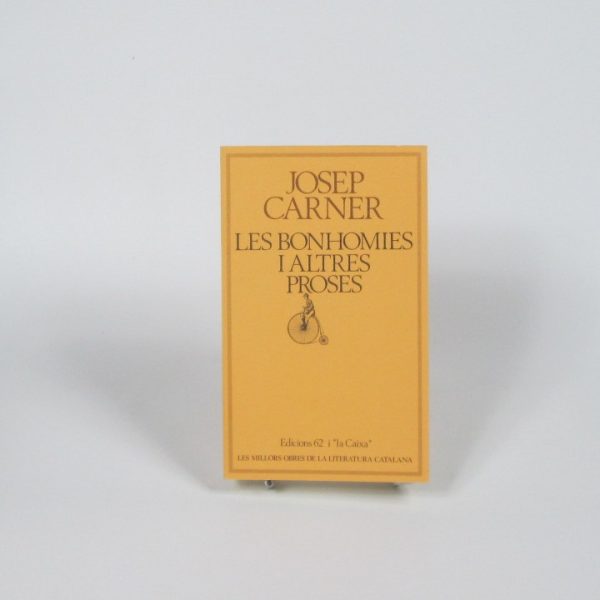 JOSEP
CARNER
LES BONHOMIES
I ALTRES
PROSES
Edicions 62 i "la Caixa"
LES MILLORS OBRES DE LA LITERATURA CATALANA